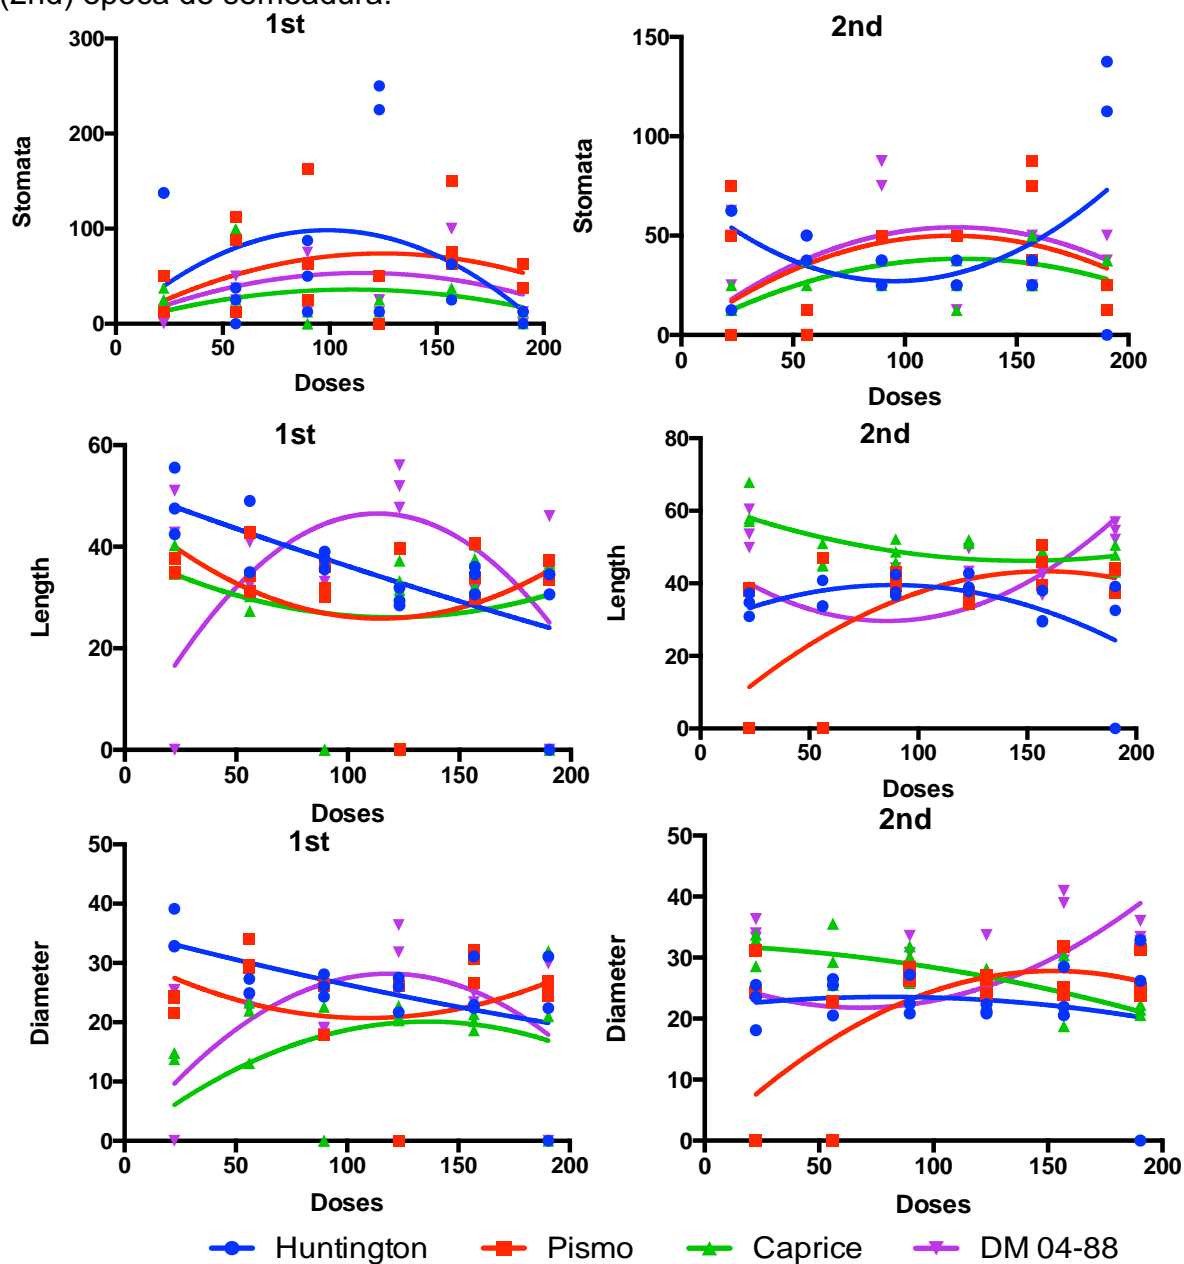 (2nd) época de semeadura.
1st
300
200
100
0
Stomata
0 50 100 150 200
Doses
2nd
150
100
50
0
Stomata
0 50 100 150 200
Doses
1st
60
40
20
0
Length
0 50 100 150 200
Doses
2nd
80
60
40
20
0
Length
0 50 100 150 200
Doses
1st
50
40
30
20
10
0
Diameter
0 50 100 150 200
Doses
2nd
50
40
30
20
10
0
Diameter
0 50 100 150 200
Doses
Huntington Pismo Caprice DM 04-88